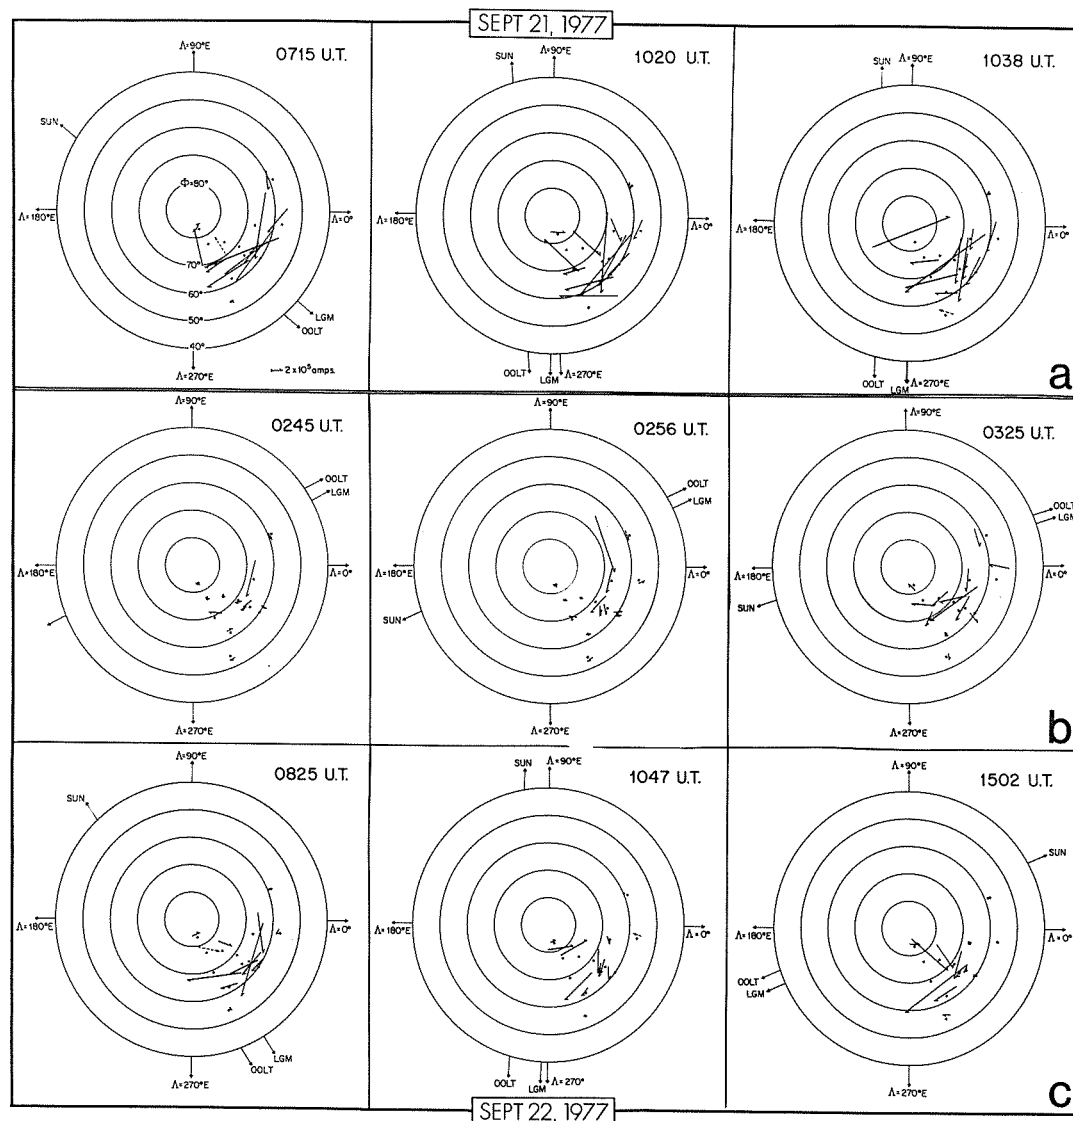 SEPT 21, 1977
Λ=90°E
0715 U.T.
SUN
Φ=80°
Λ=180°E
Λ=0°
70°
60°
50°
40°
LGM
OOLT
Λ=270°E
2 x 10⁵ amps.
SUN
Λ=90°E
1020 U.T.
Λ=180°E
Λ=0°
OOLT
LGM
Λ=270°E
SUN
Λ=90°E
1038 U.T.
Λ=180°E
Λ=0°
OOLT
LGM
Λ=270°E
a
Λ=90°E
0245 U.T.
OOLT
LGM
Λ=180°E
Λ=0°
Λ=270°E
Λ=90°E
0256 U.T.
OOLT
LGM
Λ=180°E
Λ=0°
SUN
Λ=270°E
Λ=90°E
0325 U.T.
OOLT
LGM
Λ=180°E
Λ=0°
SUN
Λ=270°E
b
Λ=90°E
0825 U.T.
SUN
Λ=180°E
Λ=0°
LGM
OOLT
Λ=270°E
SUN
Λ=90°E
1047 U.T.
Λ=180°E
Λ=0°
OOLT
LGM
Λ=270°
Λ=90°E
1502 U.T.
SUN
Λ=180°E
Λ=0°
OOLT
LGM
Λ=270°E
c
SEPT 22, 1977